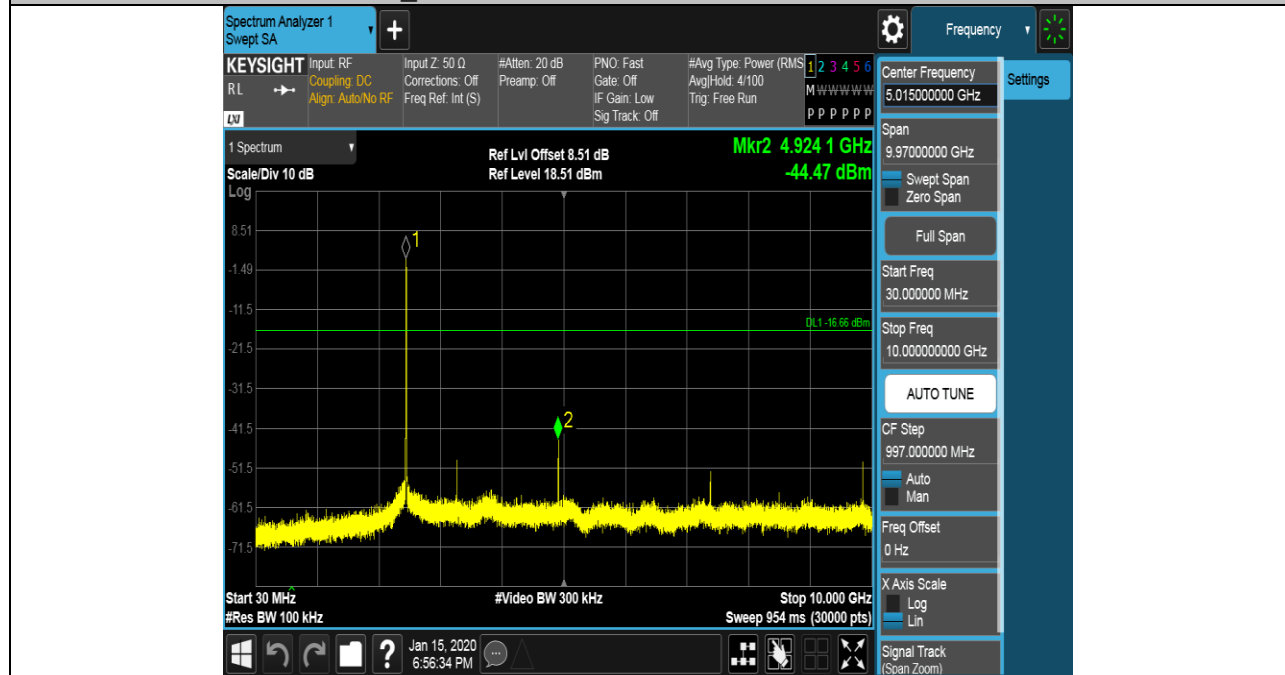 Spectrum Analyzer 1
Swept SA
+
Frequency
KEYSIGHT
RL
LXI
Input: RF
Coupling: DC
Align: Auto/No RF
Input Z: 50 Ω
Corrections: Off
Freq Ref: Int (S)
#Atten: 20 dB
Preamp: Off
PNO: Fast
Gate: Off
IF Gain: Low
Sig Track: Off
#Avg Type: Power (RMS
Avg|Hold: 4/100
Trig: Free Run
1 2 3 4 5 6
M W W W W W
P P P P P P
1 Spectrum
Scale/Div 10 dB
Log
Ref Lvl Offset 8.51 dB
Ref Level 18.51 dBm
Mkr2 4.924 1 GHz
-44.47 dBm
8.51
-1.49
-11.5
-21.5
-31.5
-41.5
-51.5
-61.5
-71.5
1
DL1 -16.66 dBm
2
Start 30 MHz
#Res BW 100 kHz
#Video BW 300 kHz
Stop 10.000 GHz
Sweep 954 ms (30000 pts)
?
Jan 15, 2020
6:56:34 PM
Center Frequency
5.015000000 GHz
Settings
Span
9.97000000 GHz
Swept Span
Zero Span
Full Span
Start Freq
30.000000 MHz
Stop Freq
10.000000000 GHz
AUTO TUNE
CF Step
997.000000 MHz
Auto
Man
Freq Offset
0 Hz
X Axis Scale
Log
Lin
Signal Track
(Span Zoom)